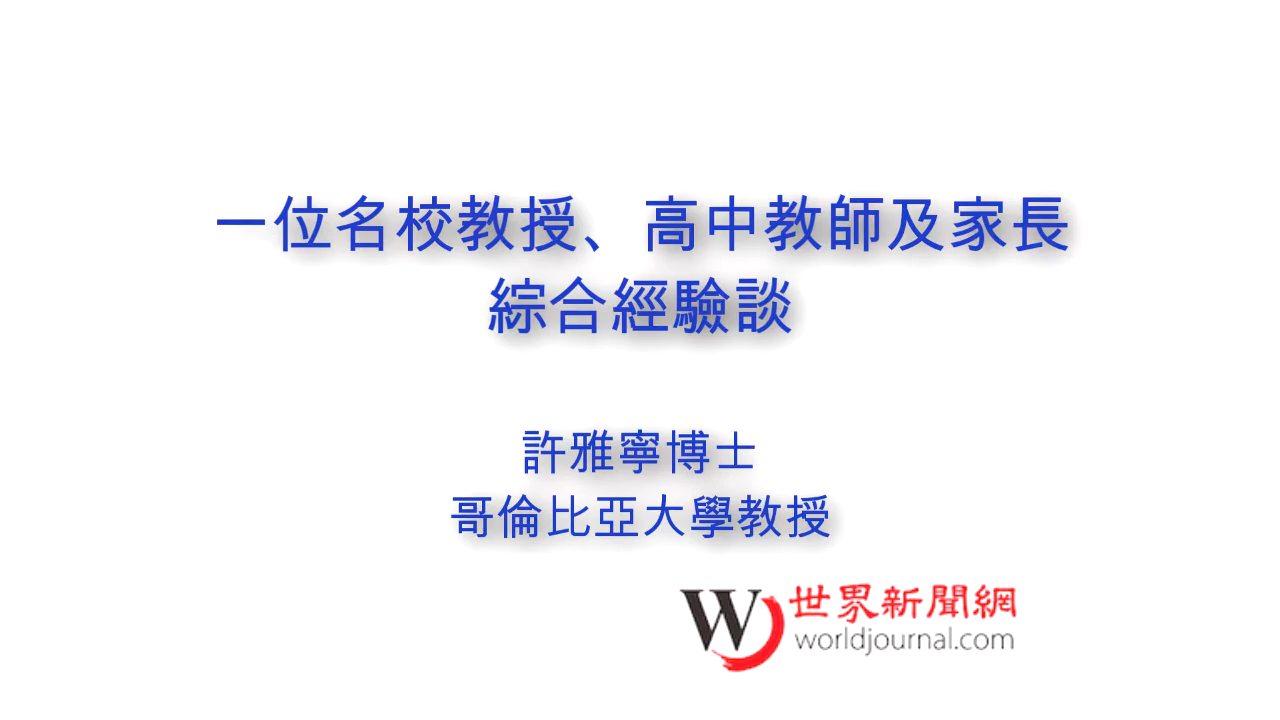 一位名校教授、高中教師及家長
綜合經驗談
許雅寧博士
哥倫比亞大學教授
世界新聞網
worldjournal.com